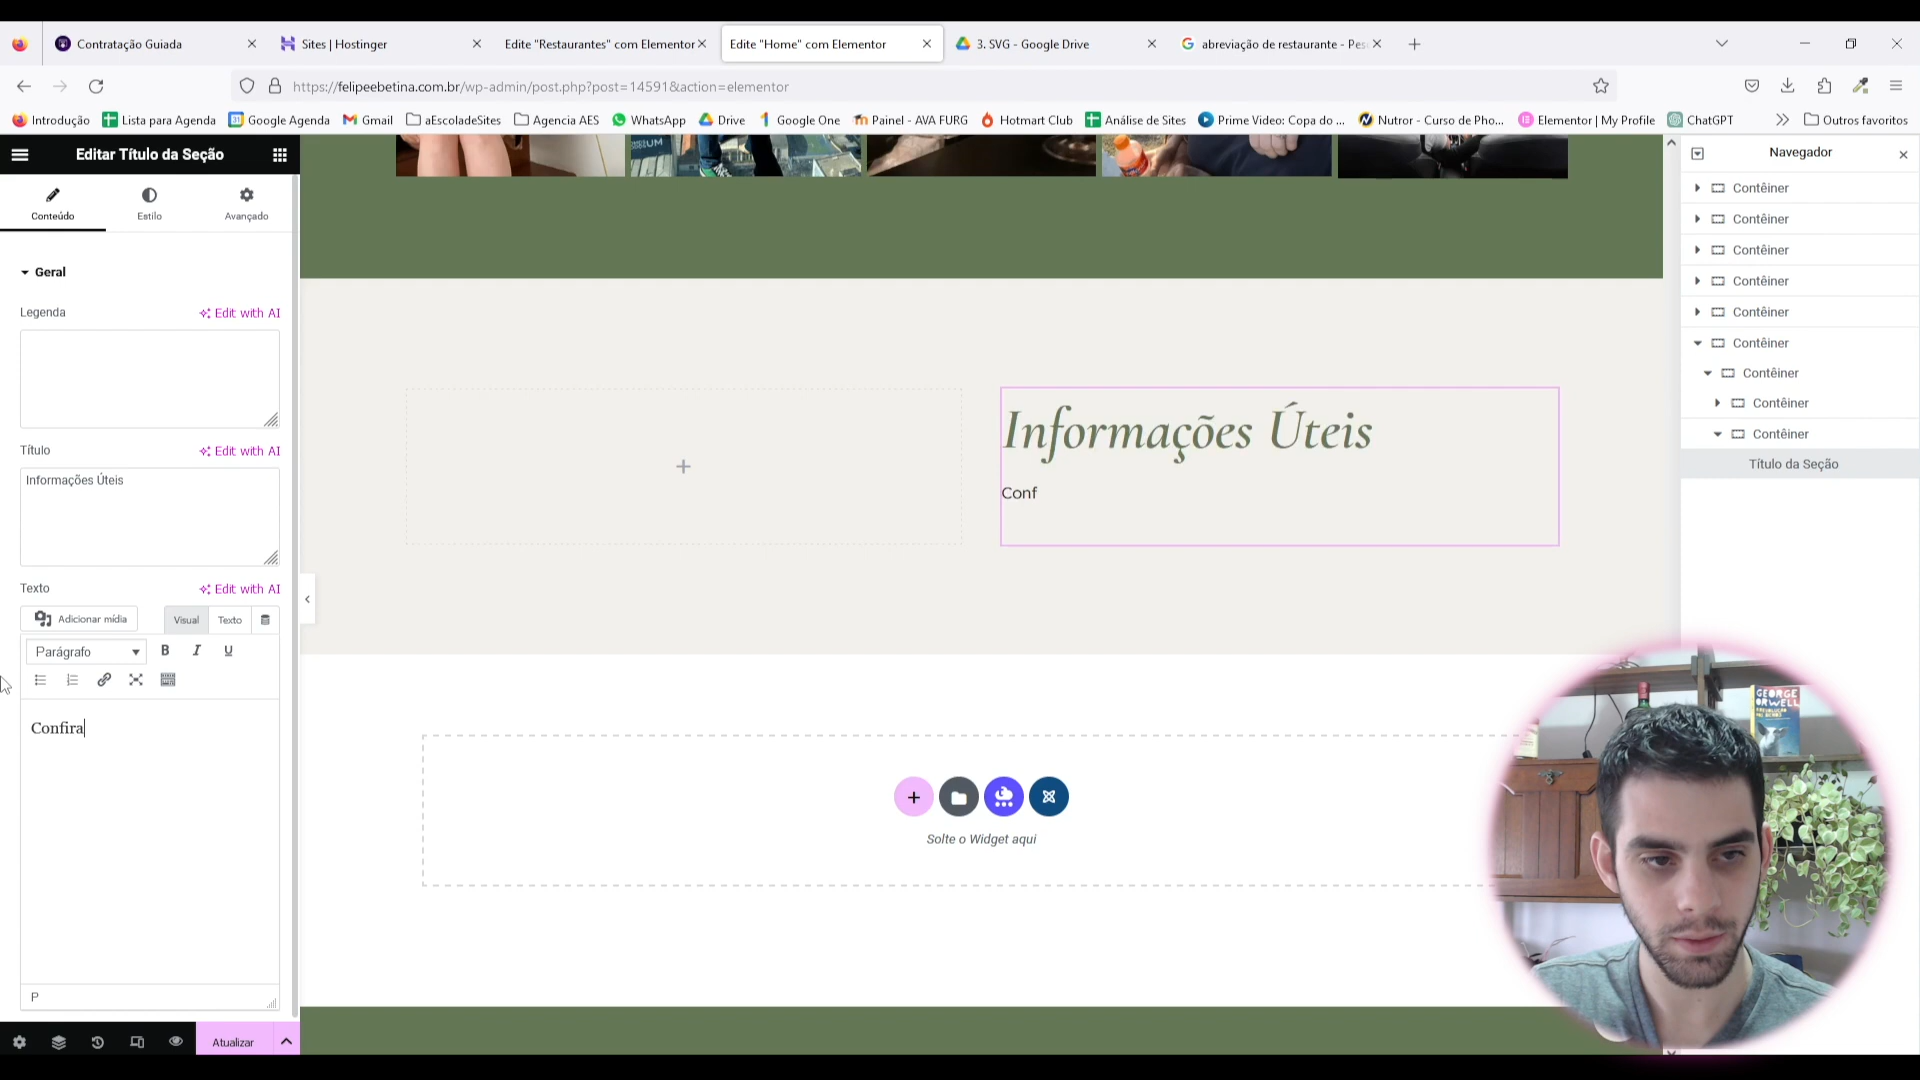 Contratação Guiada
Sites | Hostinger
Edite "Restaurantes" com Elementor
Edite "Home" com Elementor
3. SVG - Google Drive
abreviação de restaurante - Pes
https://felipeebetina.com.br/wp-admin/post.php?post=14591&action=elementor
Introdução
Lista para Agenda
Google Agenda
Gmail
aEscoladeSites
Agencia AES
WhatsApp
Drive
Google One
Painel - AVA FURG
Hotmart Club
Análise de Sites
Prime Video: Copa do ...
Nutror - Curso de Pho...
Elementor | My Profile
ChatGPT
Outros favoritos
Editar Título da Seção
Navegador
Conteúdo
Estilo
Avançado
Geral
Legenda
Edit with AI
Título
Edit with AI
Informações Úteis
Texto
Edit with AI
Adicionar mídia
Visual
Texto
Parágrafo
B
I
U
Confira
P
Atualizar
Informações Úteis
Conf
Solte o Widget aqui
Contêiner
Contêiner
Contêiner
Contêiner
Contêiner
Contêiner
Contêiner
Contêiner
Contêiner
Título da Seção
GEORGE
ORWELL